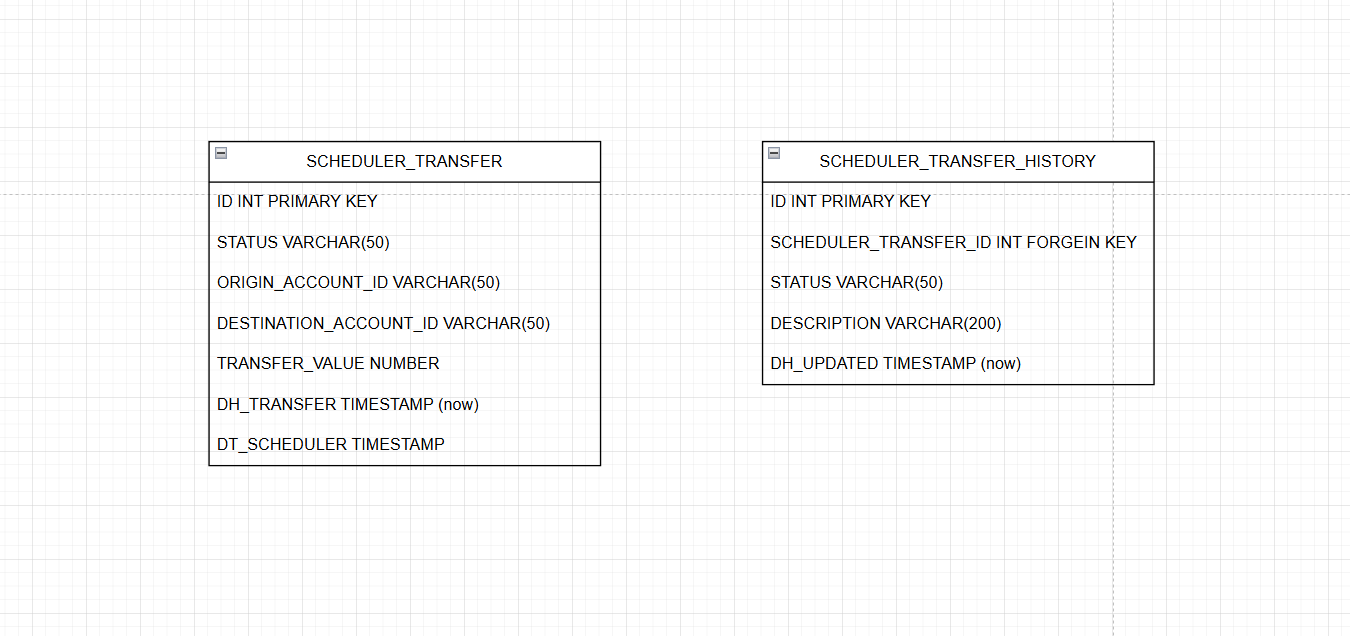 SCHEDULER_TRANSFER
ID INT PRIMARY KEY
STATUS VARCHAR(50)
ORIGIN_ACCOUNT_ID VARCHAR(50)
DESTINATION_ACCOUNT_ID VARCHAR(50)
TRANSFER_VALUE NUMBER
DH_TRANSFER TIMESTAMP (now)
DT_SCHEDULER TIMESTAMP
SCHEDULER_TRANSFER_HISTORY
ID INT PRIMARY KEY
SCHEDULER_TRANSFER_ID INT FORGEIN KEY
STATUS VARCHAR(50)
DESCRIPTION VARCHAR(200)
DH_UPDATED TIMESTAMP (now)